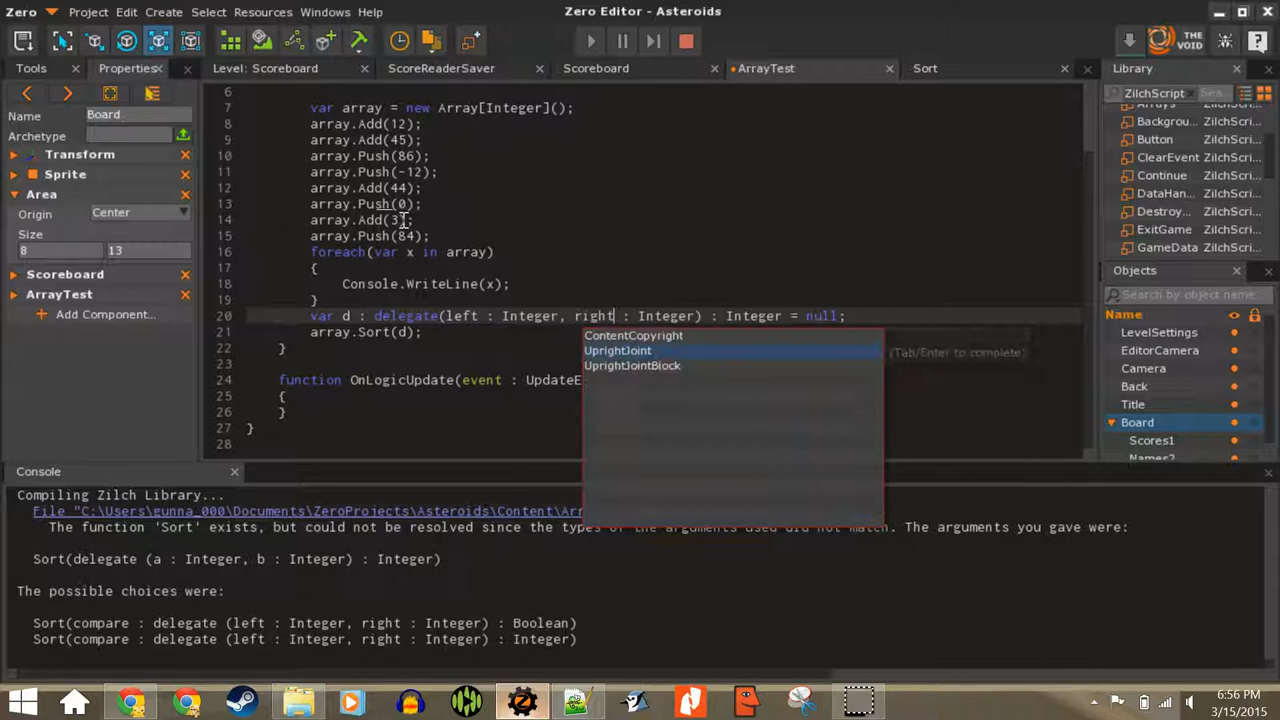 Zero Project Edit Create Select Resources Windows Help
Zero Editor - Asteroids
THE VOID
Tools Properties
Level: Scoreboard ScoreReaderSaver Scoreboard ArrayTest Sort
Library
Name Board
Archetype
Transform
Sprite
Area
Origin Center
Size
8 13
Scoreboard
ArrayTest
Add Component...
6
7 var array = new Array[Integer]();
8 array.Add(12);
9 array.Add(45);
10 array.Push(86);
11 array.Push(-12);
12 array.Add(44);
13 array.Push(0);
14 array.Add(3);
15 array.Push(84);
16 foreach(var x in array)
17 {
18 Console.WriteLine(x);
19 }
20 var d : delegate(left : Integer, right : Integer) : Integer = null;
21 array.Sort(d);
22 }
23
24 function OnLogicUpdate(event : UpdateE
25 {
26 }
27 }
28
ContentCopyright
UprightJoint
UprightJointBlock
(Tab/Enter to complete)
ZilchScript Sea
Arrays ZilchScri
Backgrou... ZilchScri...
Button ZilchScri...
ClearEvent ZilchScri...
Continue ZilchScri...
DataHan... ZilchScri...
Destroy... ZilchScri...
ExitGame ZilchScri...
GameData ZilchScri...
Objects
Search by object name
Name
LevelSettings
EditorCamera
Camera
Back
Title
Board
Scores1
Names2
Console
Compiling Zilch Library...
File "C:\Users\gunna_000\Documents\ZeroProjects\Asteroids\Content\Arr
The function 'Sort' exists, but could not be resolved since the types of the arguments used did not match. The arguments you gave were:
Sort(delegate (a : Integer, b : Integer) : Integer)
The possible choices were:
Sort(compare : delegate (left : Integer, right : Integer) : Boolean)
Sort(compare : delegate (left : Integer, right : Integer) : Integer)
6:56 PM
3/15/2015